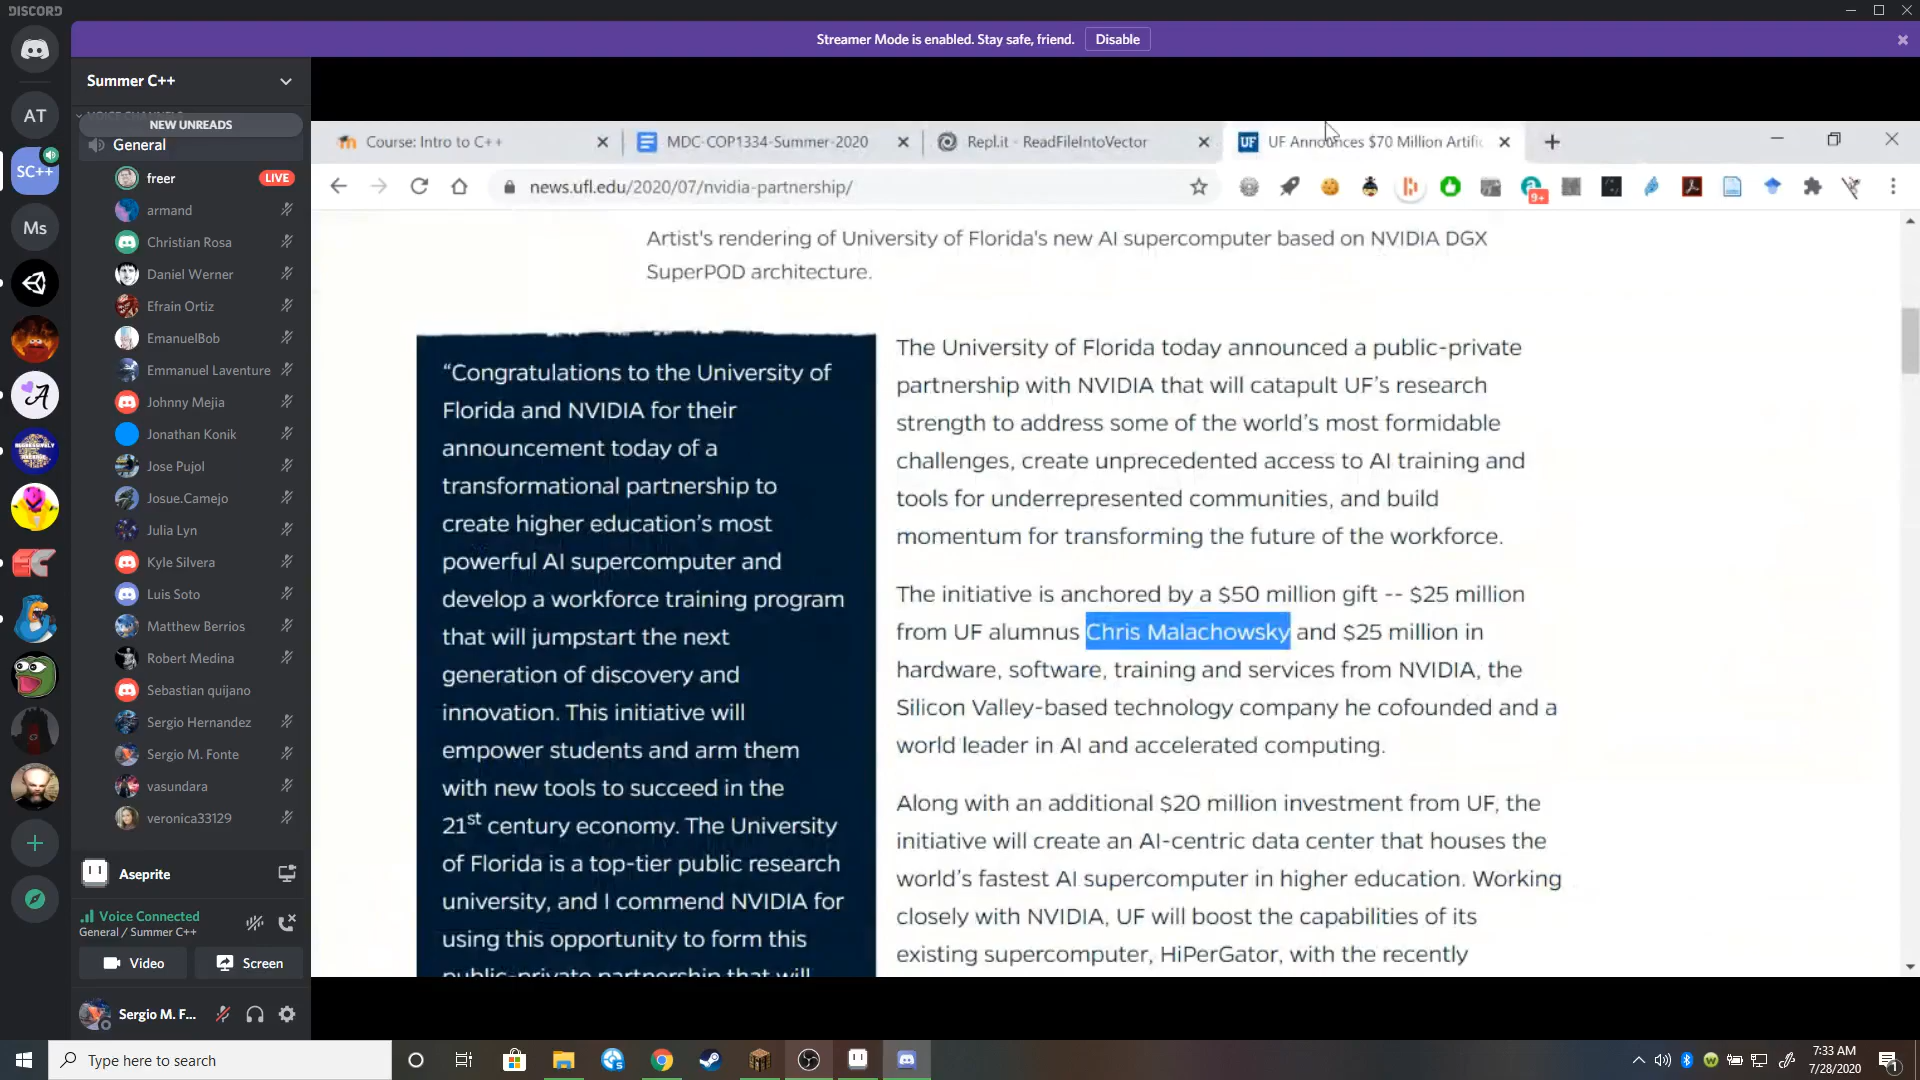 DISCORD
Streamer Mode is enabled. Stay safe, friend.
Disable
Summer C++
NEW UNREADS
General
freer
LIVE
armand
Christian Rosa
Daniel Werner
Efrain Ortiz
EmanuelBob
Emmanuel Laventure
Johnny Mejia
Jonathan Konik
Jose Pujol
Josue.Camejo
Julia Lyn
Kyle Silvera
Luis Soto
Matthew Berrios
Robert Medina
Sebastian quijano
Sergio Hernandez
Sergio M. Fonte
vasundara
veronica33129
Aseprite
Voice Connected
General / Summer C++
Video
Screen
Sergio M. F...
AT
SC++
Ms
Course: Intro to C++
MDC-COP1334-Summer-2020
Repl.it - ReadFileIntoVector
UF
UF Announces $70 Million Artific
news.ufl.edu/2020/07/nvidia-partnership/
9+
Artist's rendering of University of Florida's new AI supercomputer based on NVIDIA DGX
SuperPOD architecture.
“Congratulations to the University of
Florida and NVIDIA for their
announcement today of a
transformational partnership to
create higher education’s most
powerful AI supercomputer and
develop a workforce training program
that will jumpstart the next
generation of discovery and
innovation. This initiative will
empower students and arm them
with new tools to succeed in the
21st century economy. The University
of Florida is a top-tier public research
university, and I commend NVIDIA for
using this opportunity to form this
public-private partnership that will
The University of Florida today announced a public-private
partnership with NVIDIA that will catapult UF’s research
strength to address some of the world’s most formidable
challenges, create unprecedented access to AI training and
tools for underrepresented communities, and build
momentum for transforming the future of the workforce.
The initiative is anchored by a $50 million gift -- $25 million
from UF alumnus Chris Malachowsky and $25 million in
hardware, software, training and services from NVIDIA, the
Silicon Valley-based technology company he cofounded and a
world leader in AI and accelerated computing.
Along with an additional $20 million investment from UF, the
initiative will create an AI-centric data center that houses the
world’s fastest AI supercomputer in higher education. Working
closely with NVIDIA, UF will boost the capabilities of its
existing supercomputer, HiPerGator, with the recently
Type here to search
7:33 AM
7/28/2020
1